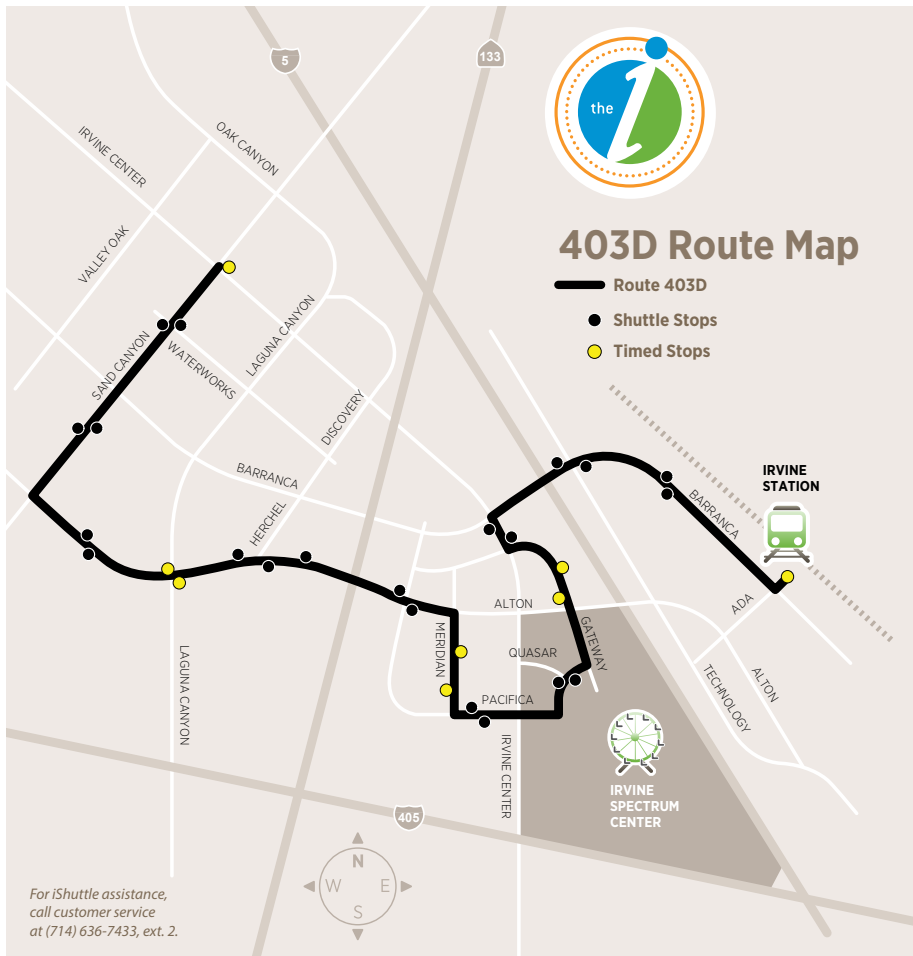 5
133
the i
OAK CANYON
IRVINE CENTER
VALLEY OAK
403D Route Map
Route 403D
Shuttle Stops
Timed Stops
LAGUNA CANYON
SAND CANYON
WATERWORKS
DISCOVERY
BARRANCA
HERCHEL
IRVINE
STATION
BARRANCA
ADA
ALTON
GATEWAY
MERIDIAN
QUASAR
PACIFICA
LAGUNA CANYON
IRVINE CENTER
TECHNOLOGY
ALTON
IRVINE
SPECTRUM
CENTER
405
N
W E
S
For iShuttle assistance,
call customer service
at (714) 636-7433, ext. 2.